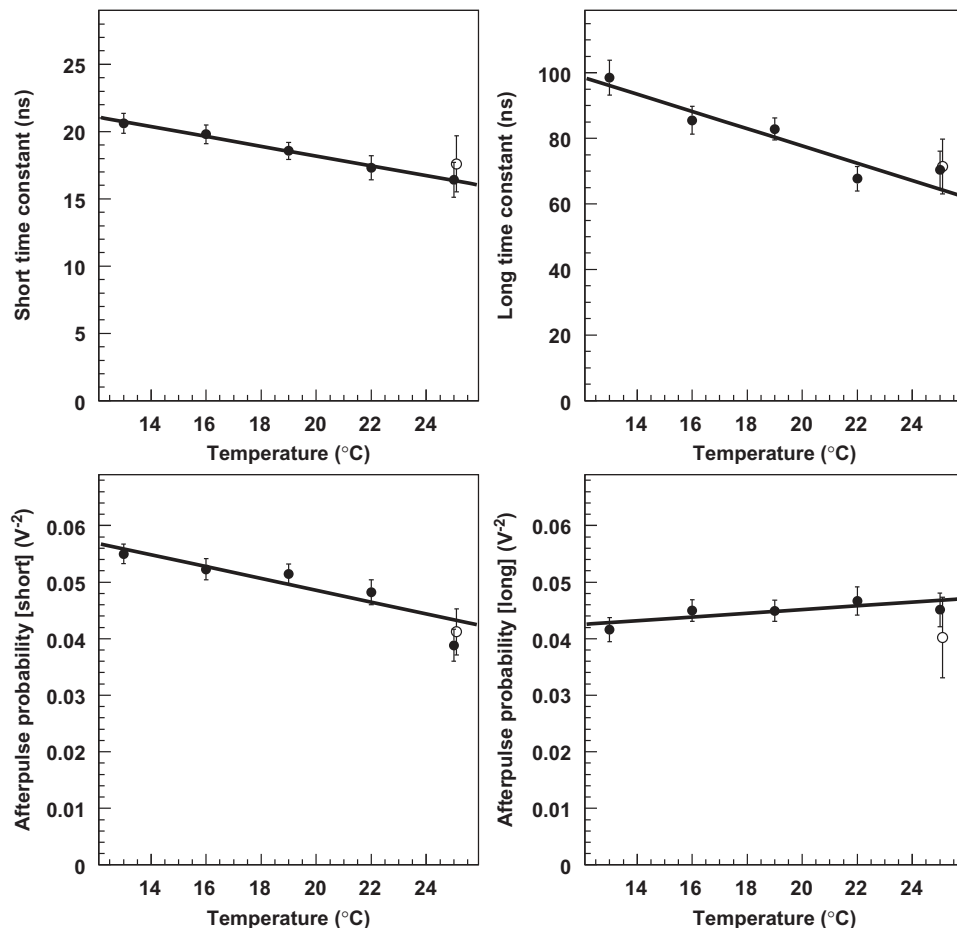 Short time constant (ns)
25
20
15
10
5
0
14 16 18 20 22 24
Temperature (°C)
Long time constant (ns)
100
80
60
40
20
0
14 16 18 20 22 24
Temperature (°C)
Afterpulse probability [short] (V⁻²)
0.06
0.05
0.04
0.03
0.02
0.01
0
14 16 18 20 22 24
Temperature (°C)
Afterpulse probability [long] (V⁻²)
0.06
0.05
0.04
0.03
0.02
0.01
0
14 16 18 20 22 24
Temperature (°C)